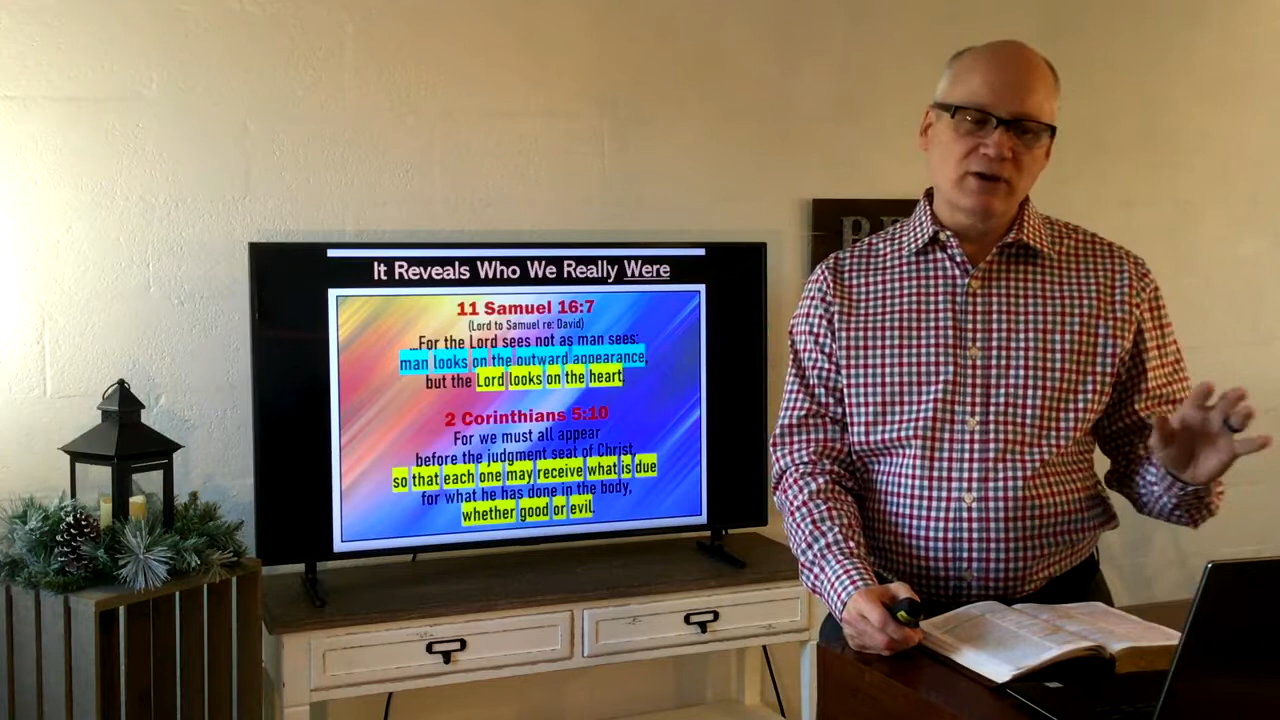 It Reveals Who We Really Were
11 Samuel 16:7
(Lord to Samuel re: David)
...For the Lord sees not as man sees:
man looks on the outward appearance,
but the Lord looks on the heart.
2 Corinthians 5:10
For we must all appear
before the judgment seat of Christ,
so that each one may receive what is due
for what he has done in the body,
whether good or evil.